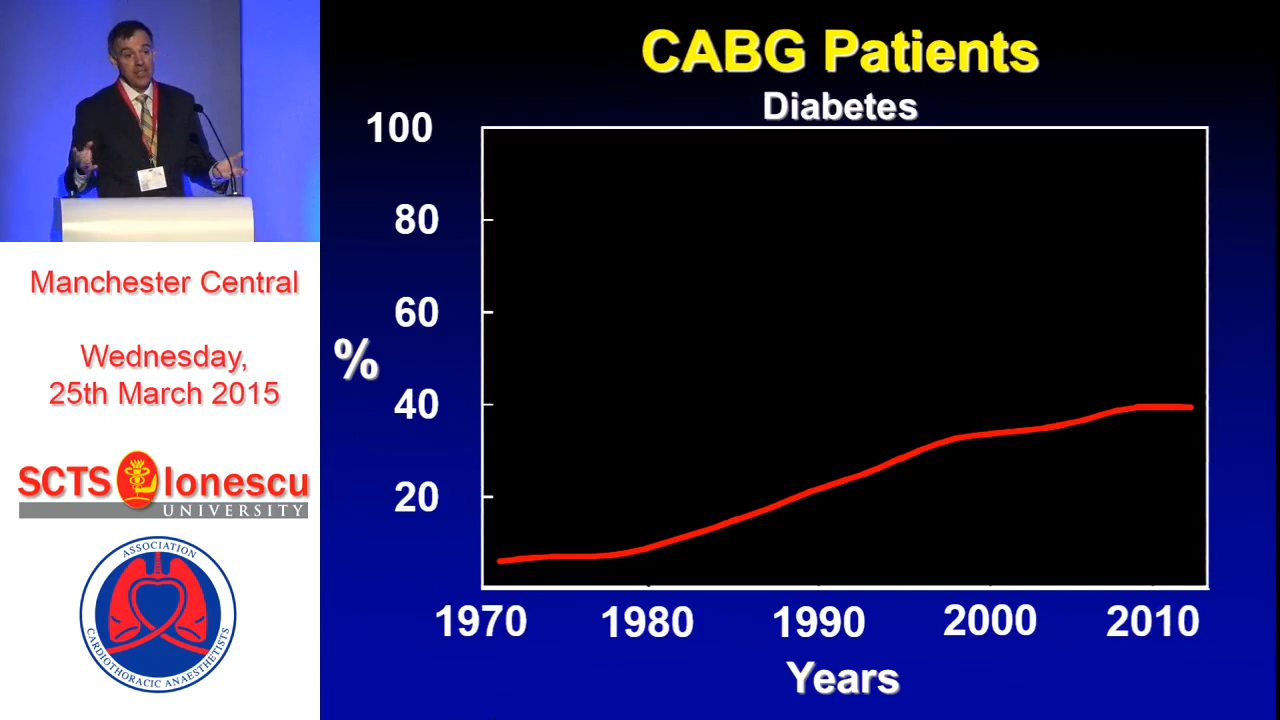 CABG Patients
Diabetes
100
80
60
%
40
20
1970 1980 1990 2000 2010
Years
Manchester Central
Wednesday,
25th March 2015
SCTS Ionescu
UNIVERSITY
ASSOCIATION
CARDIOTHORACIC ANAESTHETISTS